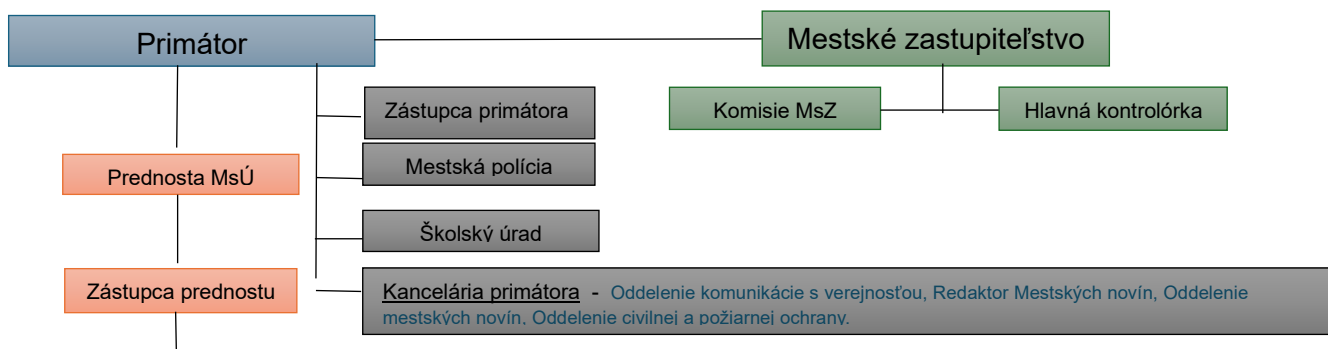 Primátor
Mestské zastupiteľstvo
Zástupca primátora
Komisie MsZ
Hlavná kontrolórka
Mestská polícia
Prednosta MsÚ
Školský úrad
Zástupca prednostu
Kancelária primátora - Oddelenie komunikácie s verejnosťou, Redaktor Mestských novín, Oddelenie
mestských novín, Oddelenie civilnej a požiarnej ochrany.